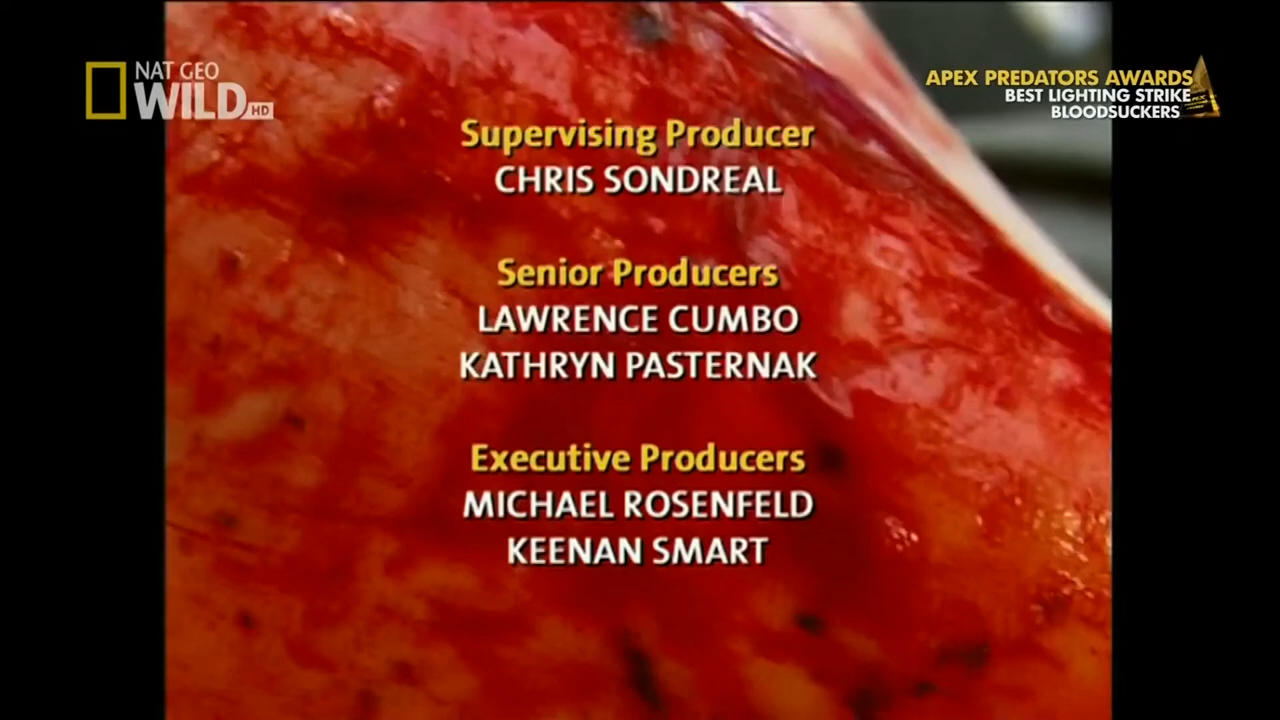 NAT GEO
WILD HD
APEX PREDATORS AWARDS
BEST LIGHTING STRIKE
BLOODSUCKERS
Supervising Producer
CHRIS SONDREAL
Senior Producers
LAWRENCE CUMBO
KATHRYN PASTERNAK
Executive Producers
MICHAEL ROSENFELD
KEENAN SMART